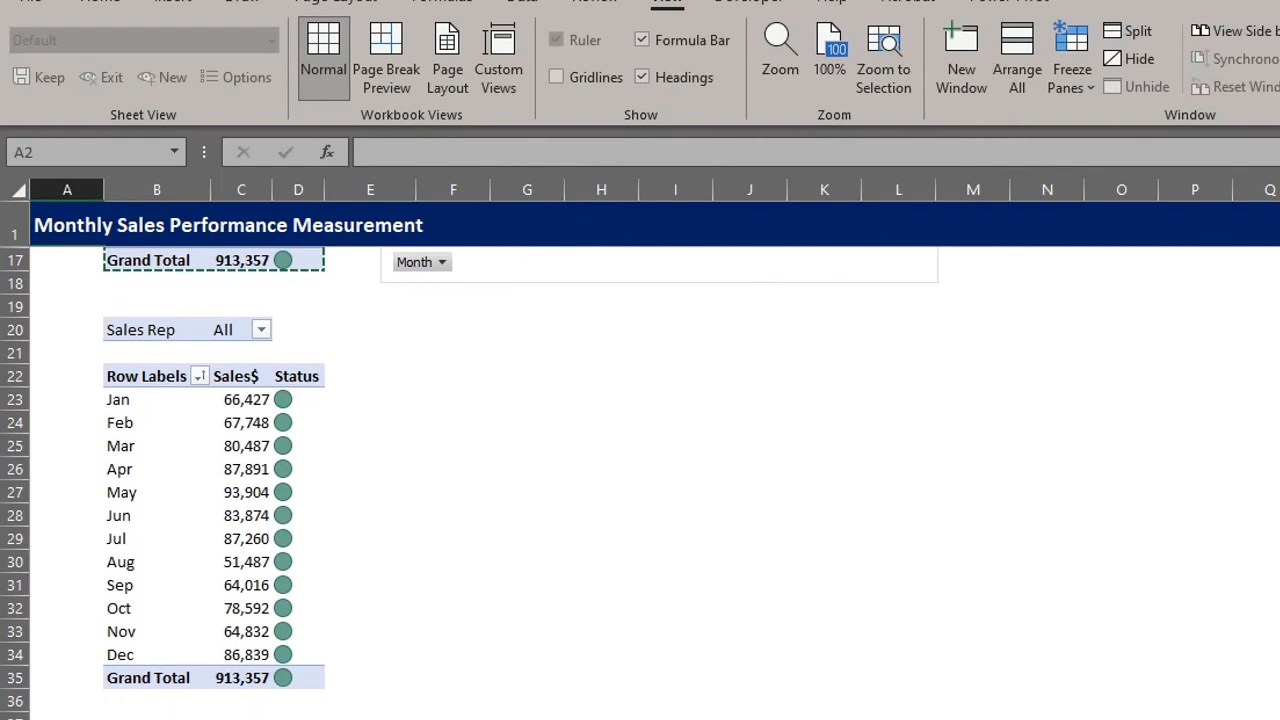 Default
Keep Exit New Options
Sheet View
Normal Page Break Preview Page Layout Custom Views
Workbook Views
Ruler Formula Bar
Gridlines Headings
Show
Zoom 100 100% Zoom to Selection
Zoom
New Window Arrange All Freeze Panes
Split
Hide
Unhide
View Side
Reset
Window
A2 fx
A B C D E F G H I J K L M N O P Q
1 Monthly Sales Performance Measurement
17 Grand Total 913,357 Month
18
19
20 Sales Rep All
21
22 Row Labels Sales$ Status
23 Jan 66,427
24 Feb 67,748
25 Mar 80,487
26 Apr 87,891
27 May 93,904
28 Jun 83,874
29 Jul 87,260
30 Aug 51,487
31 Sep 64,016
32 Oct 78,592
33 Nov 64,832
34 Dec 86,839
35 Grand Total 913,357
36